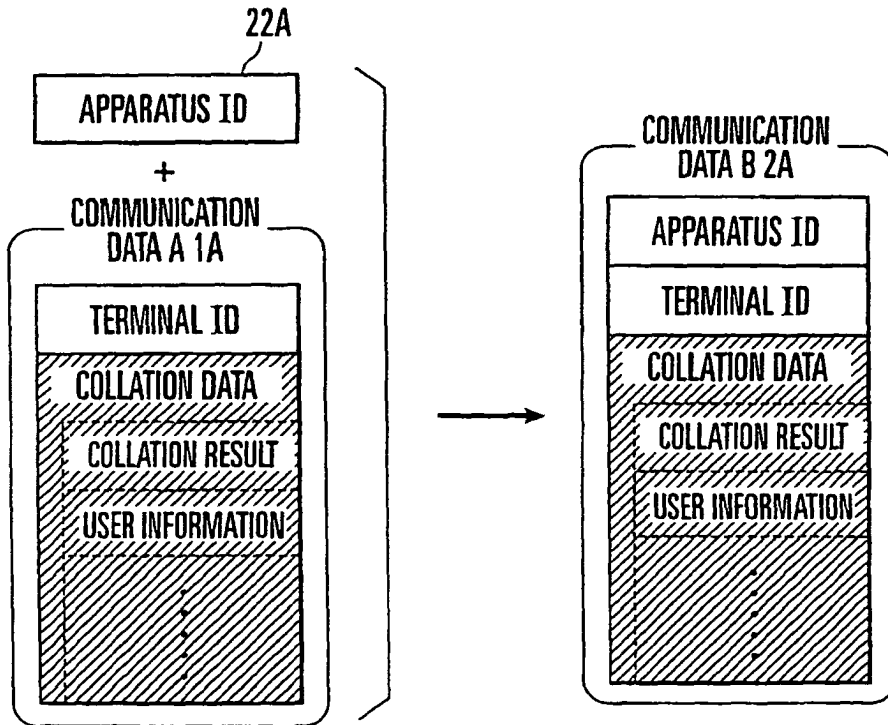 22A
APPARATUS ID
+
COMMUNICATION
DATA A 1A
TERMINAL ID
COLLATION DATA
COLLATION RESULT
USER INFORMATION
COMMUNICATION
DATA B 2A
APPARATUS ID
TERMINAL ID
COLLATION DATA
COLLATION RESULT
USER INFORMATION